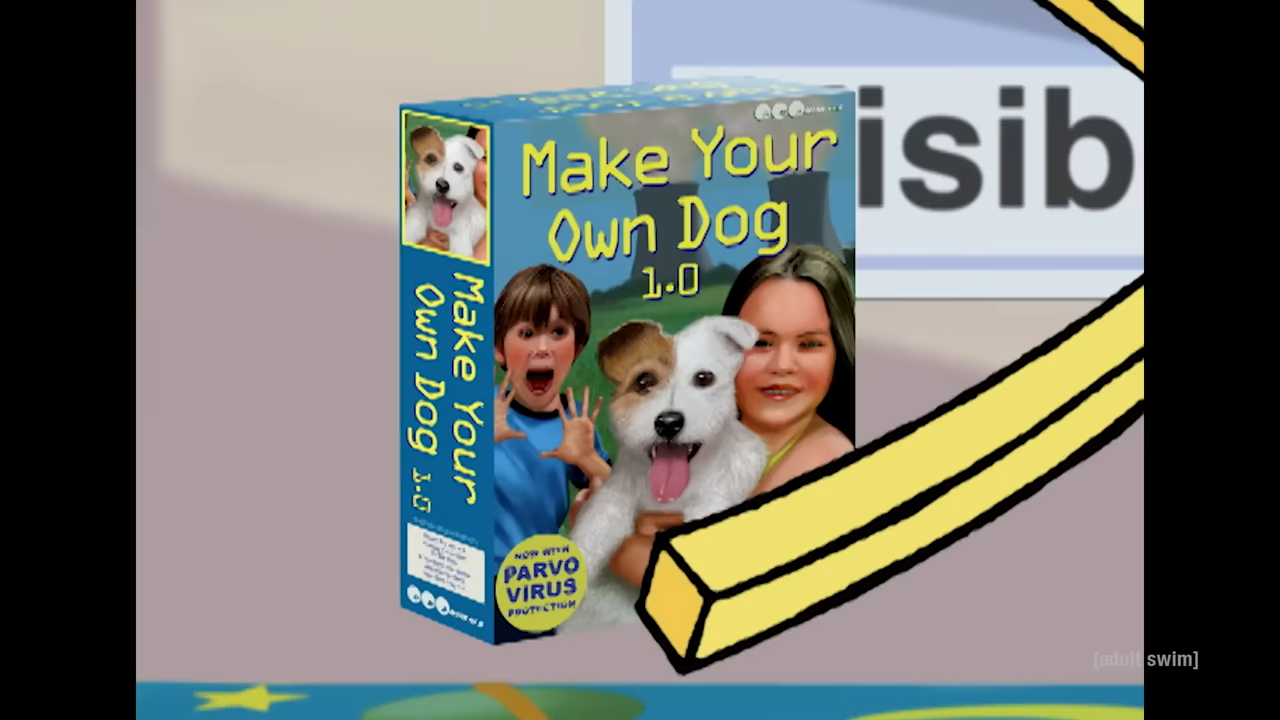 Make Your
Own Dog
1.0
Make Your
Own Dog 1.0
NOW WITH
PARVO
VIRUS
PROTECTION
isib
[adult swim]